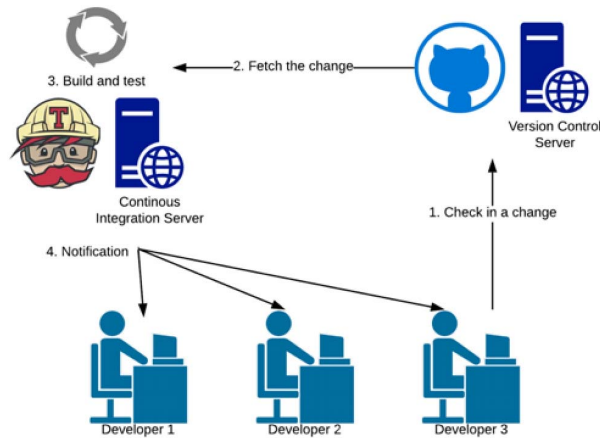 3. Build and test
2. Fetch the change
T
Version Control
Server
Continous
Integration Server
1. Check in a change
4. Notification
Developer 1
Developer 2
Developer 3